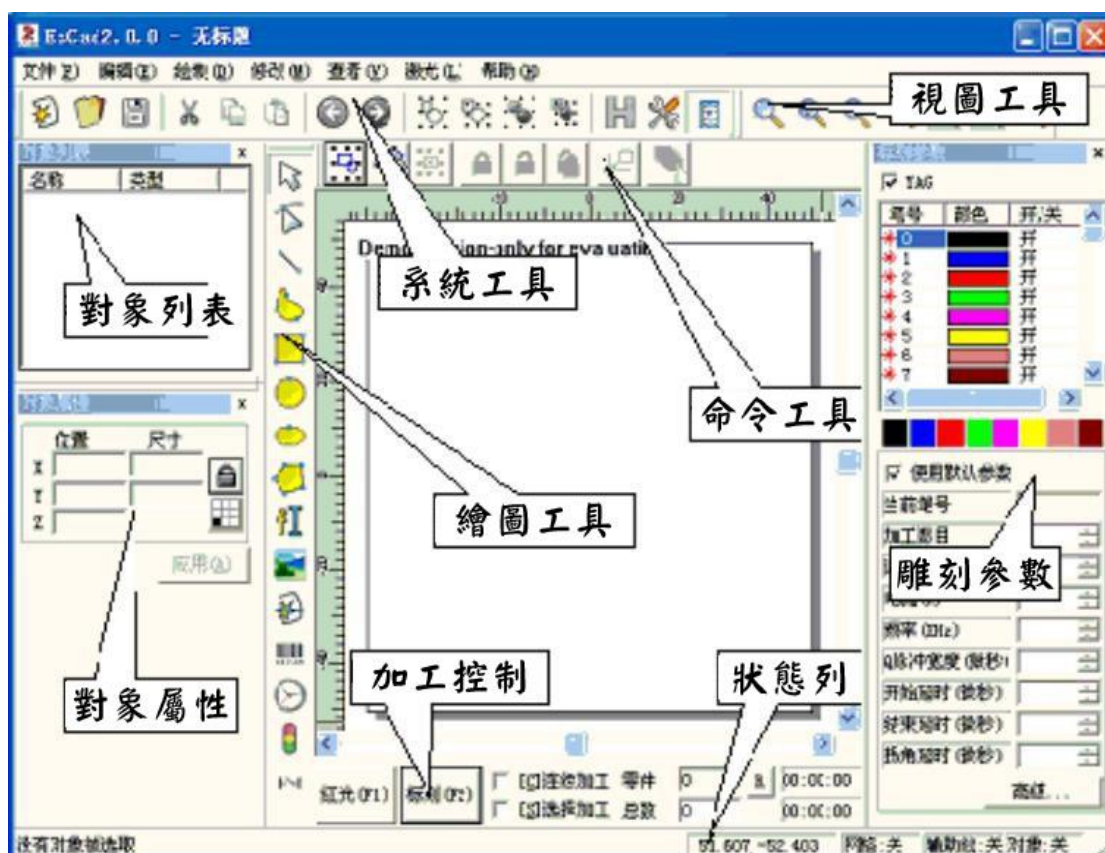 EzCad2.0.0 - 无标题
文件(F) 编辑(E) 绘制(D) 修改(M) 查看(V) 激光(L) 帮助(H)
視圖工具
名称 类型
YAG
笔号 颜色 开/关
0 开
1 开
2 开
3 开
4 开
5 开
6 开
7 开
系統工具
對象列表
命令工具
位置 尺寸
X
Y
Z
应用(A)
繪圖工具
使用默认参数
当前笔号
加工数目
雕刻參數
频率(KHz)
Q脉冲宽度(微秒)
开始延时(微秒)
结束延时(微秒)
拐角延时(微秒)
高级...
對象屬性
加工控制
狀態列
红光(F1) 标刻(F2)
[C]连续加工 零件 0 R 00:00:00
[S]选择加工 总数 0 00:00:00
没有对象被选取
51.607,-52.403 网格:关 辅助线:关 对象:关